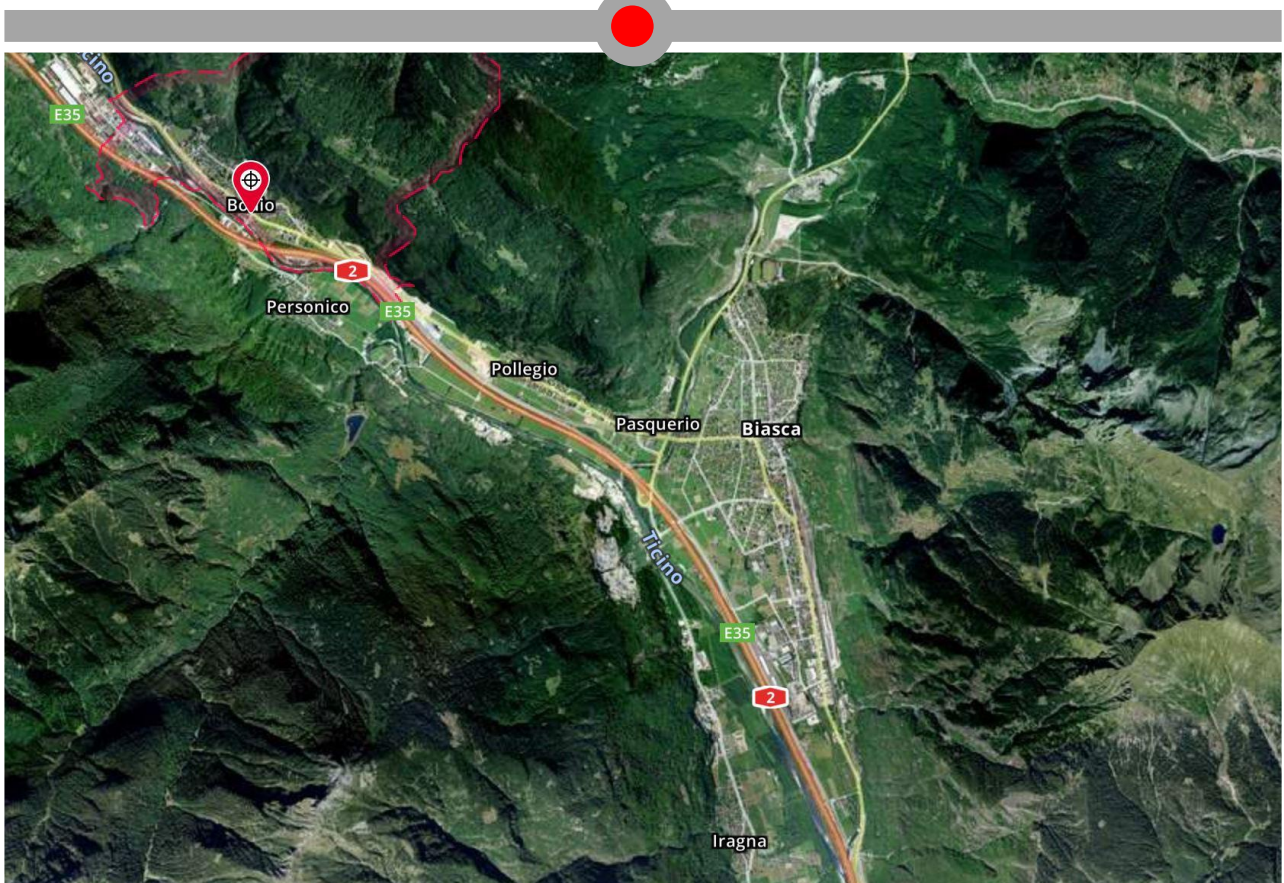 Ticino
E35
Bodio
2
Personico
E35
Pollegio
Pasquerio
Biasca
Ticino
E35
2
Iragna